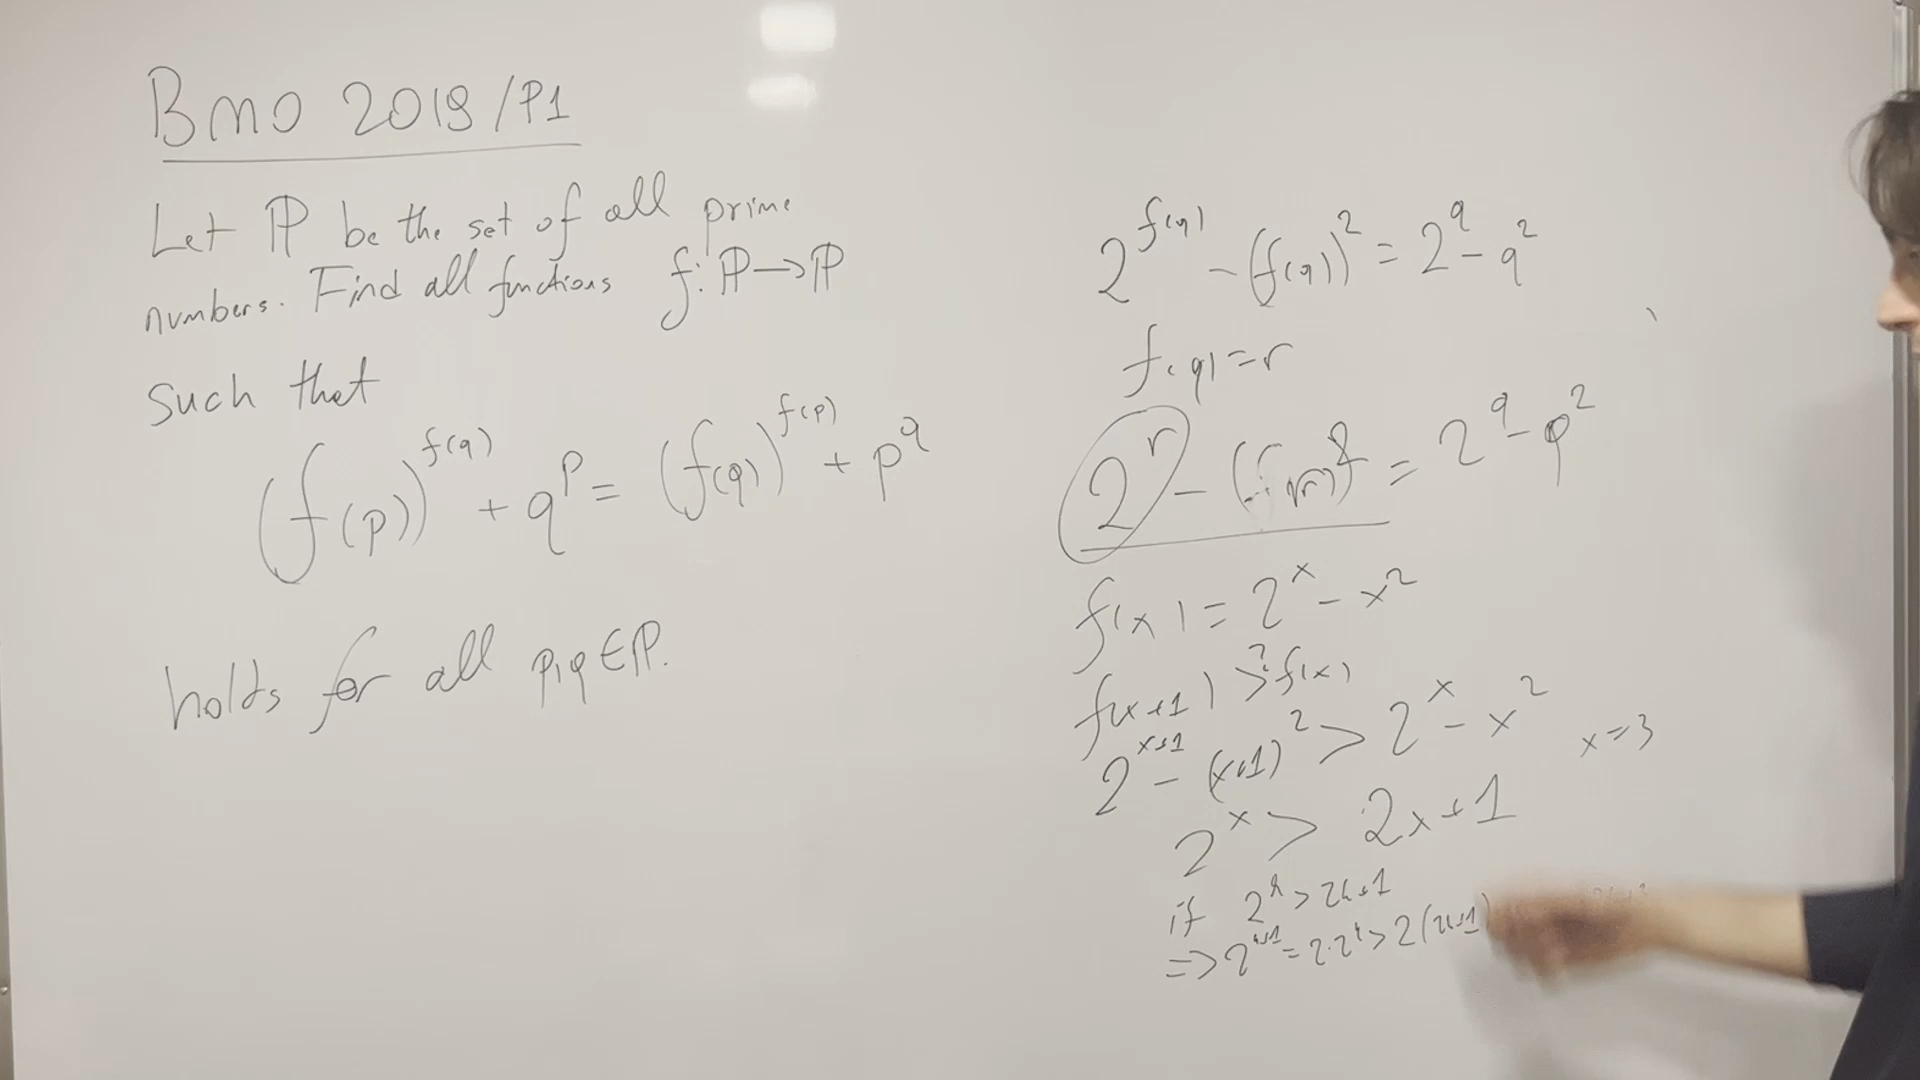 BMO 2019/P1
Let ℙ be the set of all prime
numbers. Find all functions f: ℙ→ℙ
such that
(f(p))^f(q) + q^p = (f(q))^f(p) + p^q
holds for all p,q∈ℙ.
2^f(q) - (f(q))^2 = 2^q - q^2
f(q) = r
2^r - = 2^q - q^2
f(x) = 2^x - x^2
f(x+1) >? f(x)
2^x+1 - (x+1)^2 > 2^x - x^2 x=3
2^x > 2x+1
if 2^k > 2k+1
=> 2^k+1 = 2·2^k > 2(2k+1)